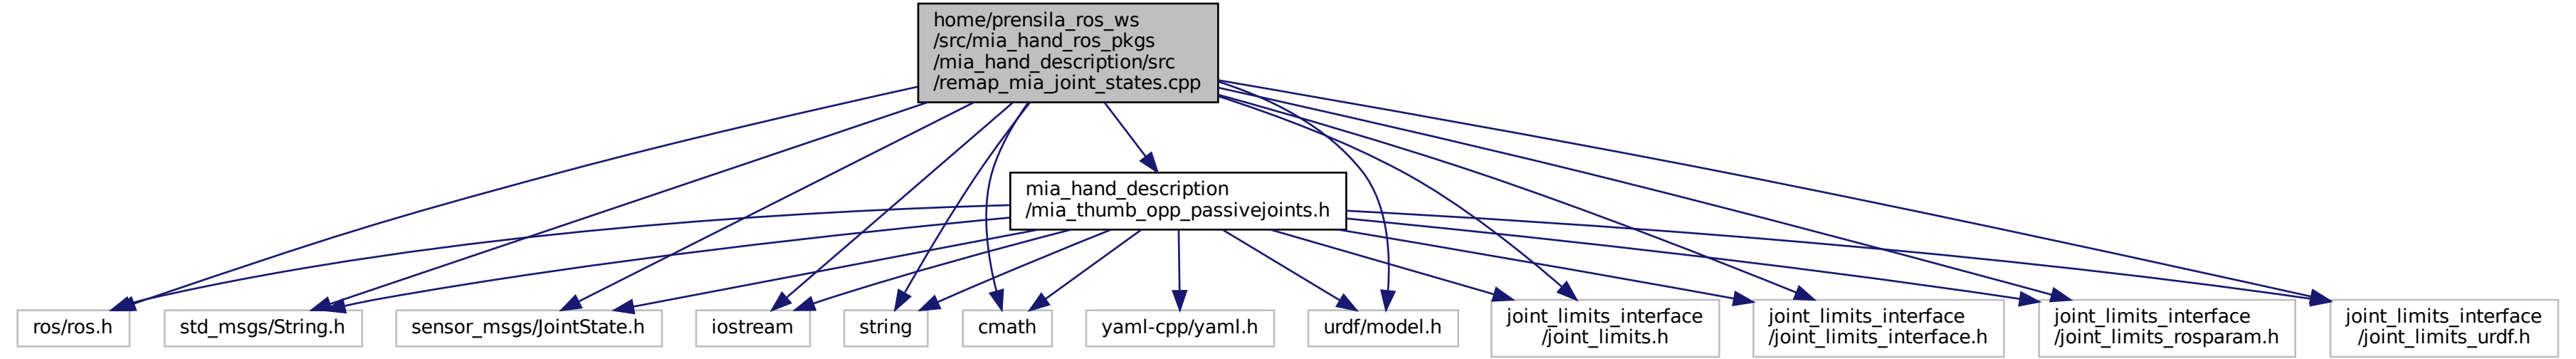 home/prensila_ros_ws
/src/mia_hand_ros_pkgs
/mia_hand_description/src
/remap_mia_joint_states.cpp
mia_hand_description
/mia_thumb_opp_passivejoints.h
ros/ros.h
std_msgs/String.h
sensor_msgs/JointState.h
iostream
string
cmath
yaml-cpp/yaml.h
urdf/model.h
joint_limits_interface
/joint_limits.h
joint_limits_interface
/joint_limits_interface.h
joint_limits_interface
/joint_limits_rosparam.h
joint_limits_interface
/joint_limits_urdf.h